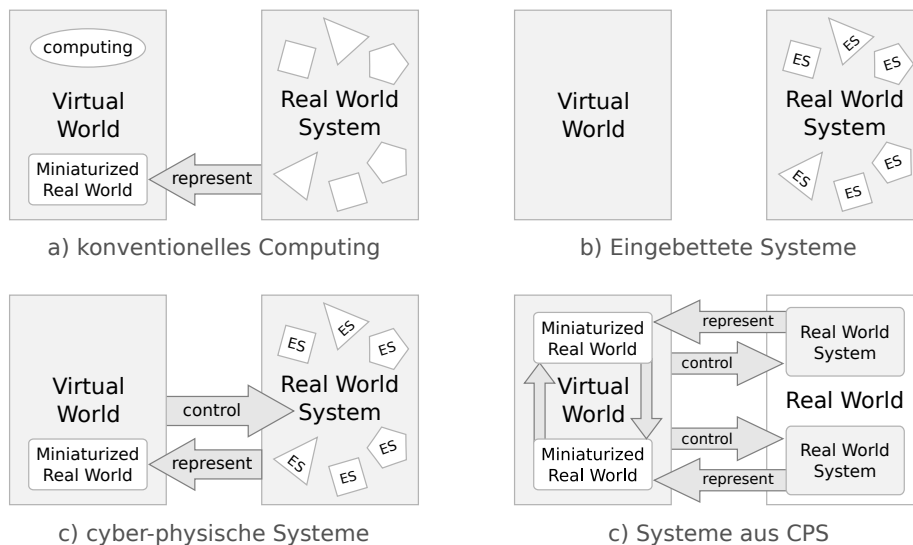 computing
Virtual
World
Miniaturized
Real World
represent
Real World
System
a) konventionelles Computing
Virtual
World
ES
ES
ES
Real World
System
ES
ES
ES
b) Eingebettete Systeme
Virtual
World
Miniaturized
Real World
control
represent
ES
ES
ES
Real World
System
ES
ES
ES
c) cyber-physische Systeme
Miniaturized
Real World
Virtual
World
Miniaturized
Real World
represent
control
control
represent
Real World
System
Real World
Real World
System
c) Systeme aus CPS